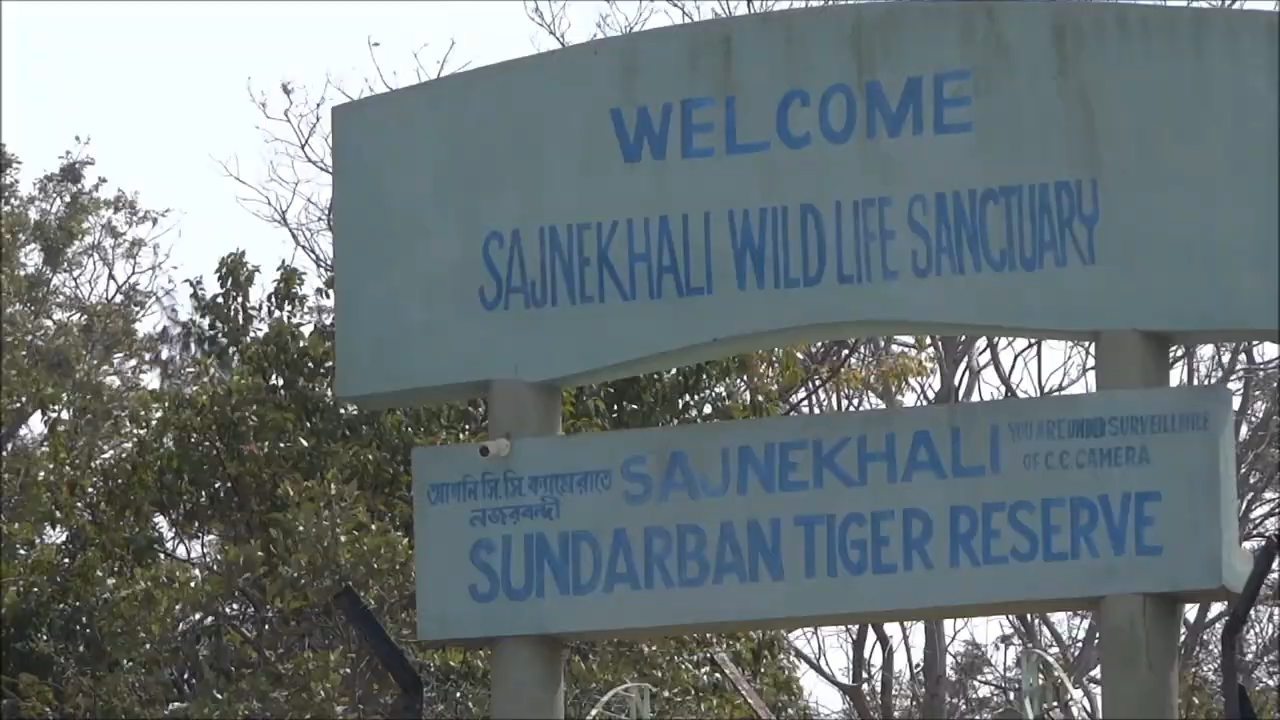 WELCOME
SAJNEKHALI WILD LIFE SANCTUARY
আপনি সি.সি. ক্যামেরাতে
নজরবন্দী
SAJNEKHALI
YOU ARE UNDER SURVEILLANCE
OF C.C.CAMERA
SUNDARBAN TIGER RESERVE